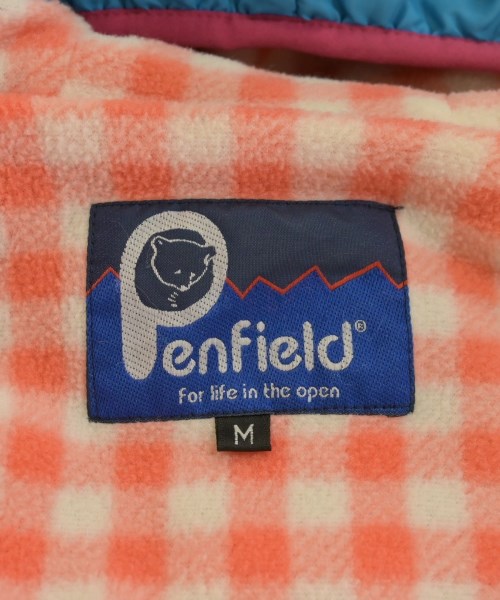 Penfield®
For life in the open
M